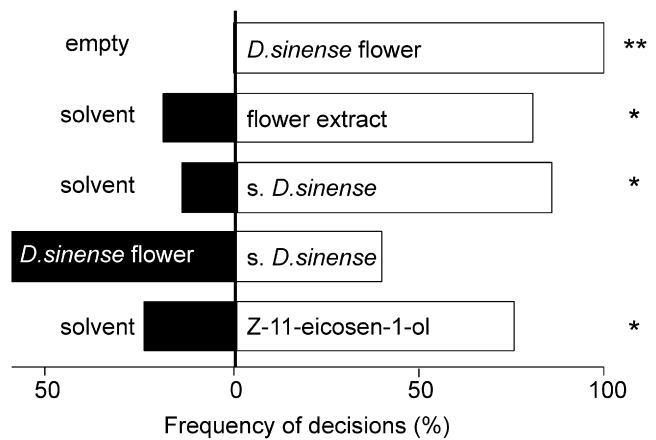 empty D.sinense flower **
solvent flower extract *
solvent s. D.sinense *
D.sinense flower s. D.sinense
solvent Z-11-eicosen-1-ol *
50 0 50 100
Frequency of decisions (%)